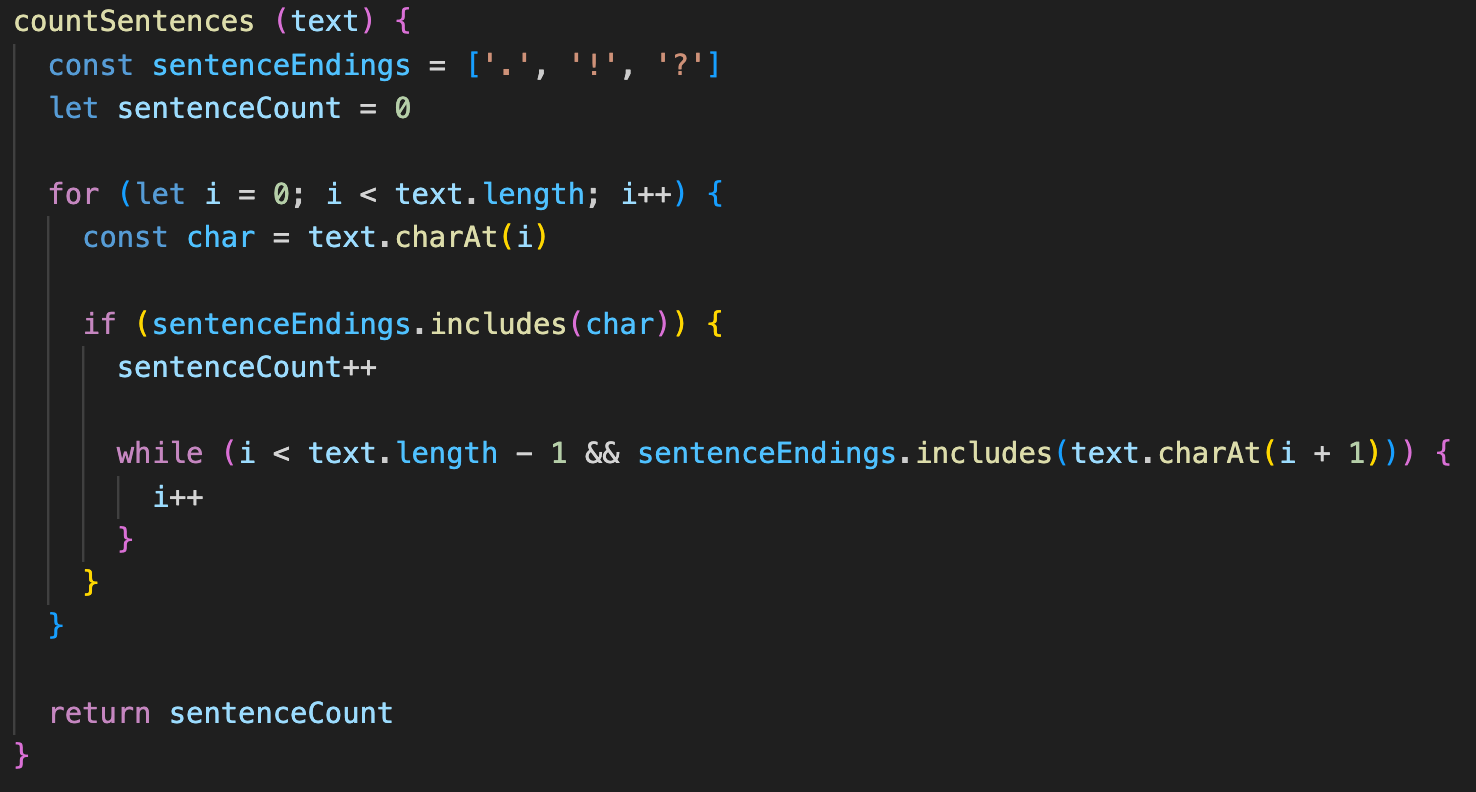 countSentences (text) {
const sentenceEndings = ['.', '!', '?']
let sentenceCount = 0
for (let i = 0; i < text.length; i++) {
const char = text.charAt(i)
if (sentenceEndings.includes(char)) {
sentenceCount++
while (i < text.length - 1 && sentenceEndings.includes(text.charAt(i + 1))) {
i++
}
}
}
return sentenceCount
}